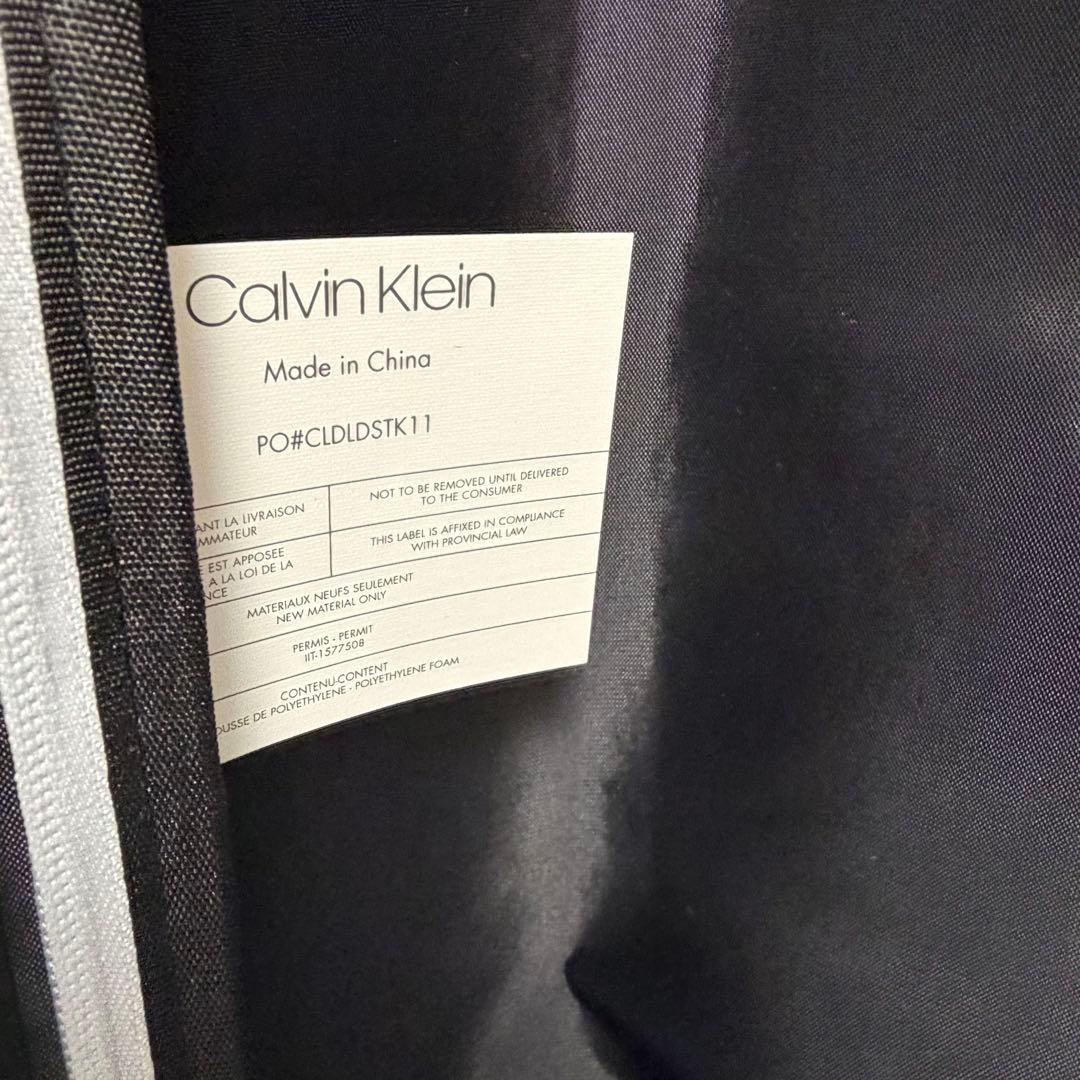 Calvin Klein
Made in China
PO#CLDLDSTK11
ANT LA LIVRAISON
MMATEUR
NOT TO BE REMOVED UNTIL DELIVERED
TO THE CONSUMER
E EST APPOSEE
A LA LOI DE LA
NCE
THIS LABEL IS AFFIXED IN COMPLIANCE
WITH PROVINCIAL LAW
MATERIAUX NEUFS SEULEMENT
NEW MATERIAL ONLY
PERMIS - PERMIT
IIT-1577508
CONTENU-CONTENT
OUSSE DE POLYETHYLENE - POLYETHYLENE FOAM